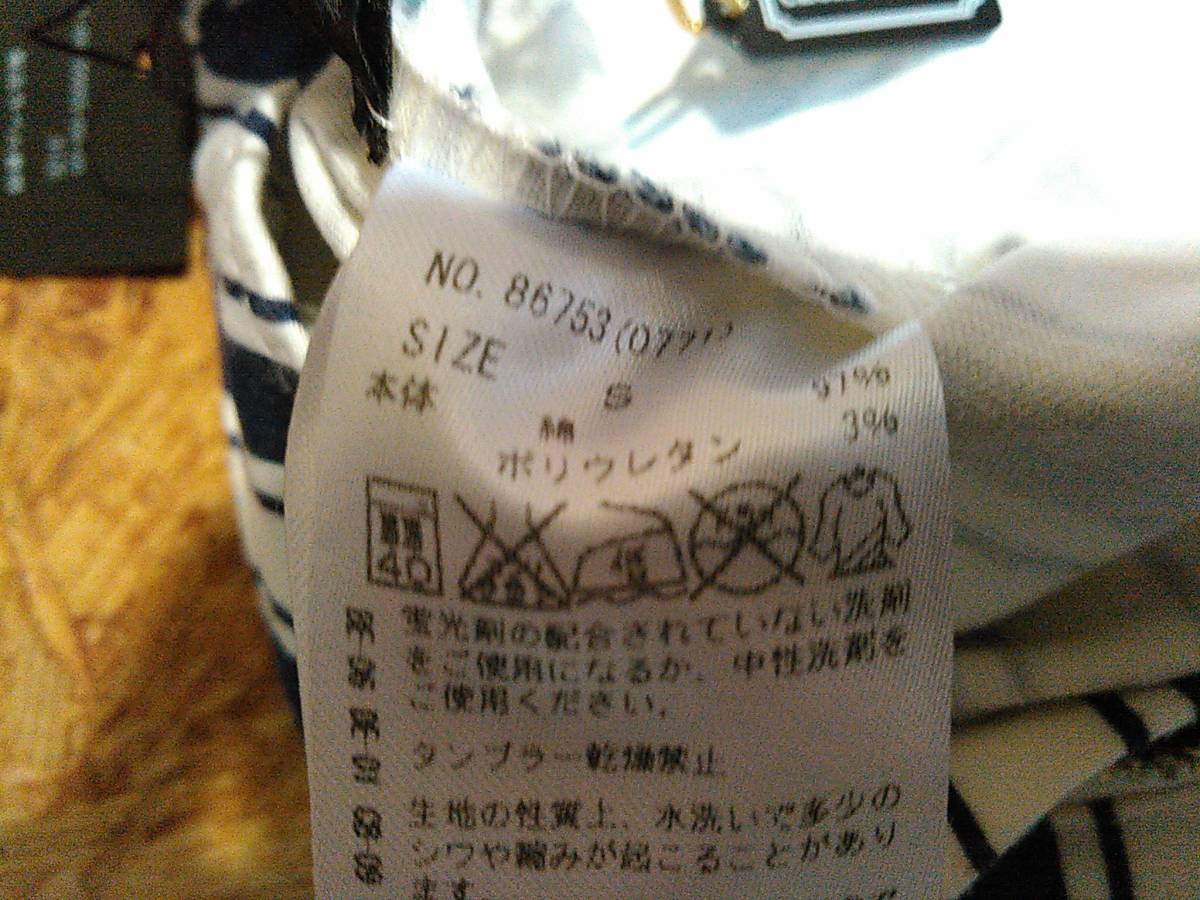 NO. 86753(077
SIZE S
本体 綿 91%
ポリウレタン 3%
40
蛍光剤の配合されていない洗剤
をご使用になるか、中性洗剤を
ご使用ください。
タンブラー乾燥禁止
生地の性質上、水洗いで多少の
シワや縮みが起こることがあり
ます。